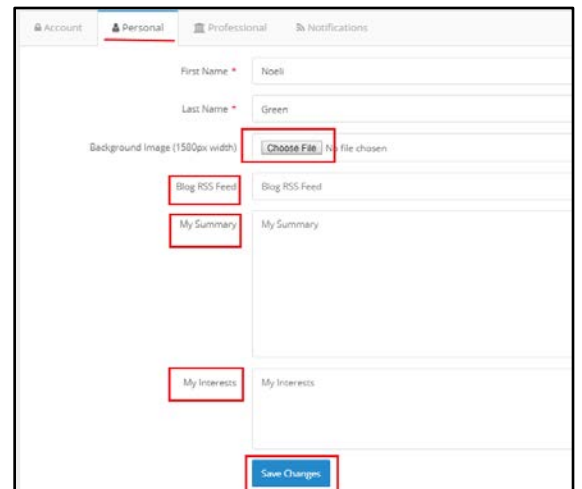 Account Personal Professional Notifications
First Name * Noeli
Last Name * Green
Background Image (1580px width) Choose File No file chosen
Blog RSS Feed Blog RSS Feed
My Summary My Summary
My Interests My Interests
Save Changes